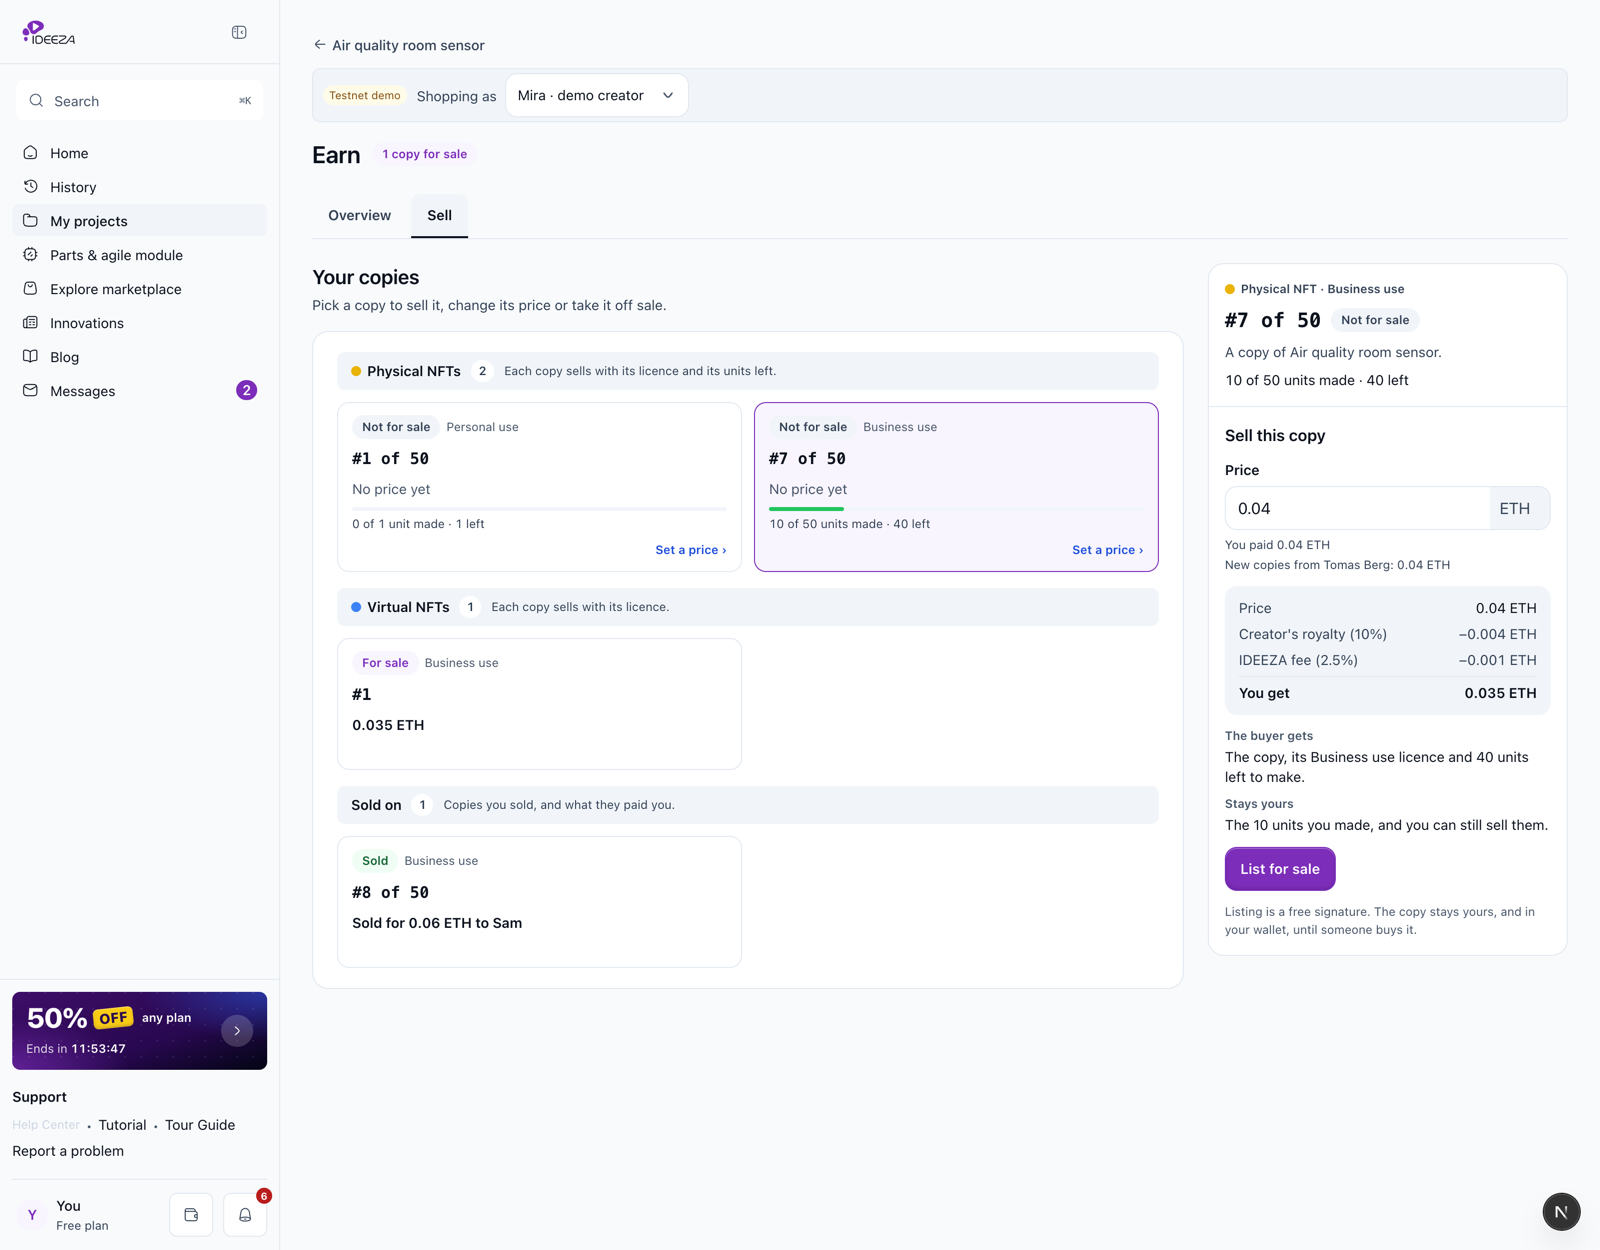 IDEEZA
Search
⌘K
Home
History
My projects
Parts & agile module
Explore marketplace
Innovations
Blog
Messages
2
50% OFF any plan
Ends in 11:53:47
Support
Help Center • Tutorial • Tour Guide
Report a problem
Y
You
Free plan
6
← Air quality room sensor
Testnet demo
Shopping as
Mira · demo creator
Earn
1 copy for sale
Overview
Sell
Your copies
Pick a copy to sell it, change its price or take it off sale.
Physical NFTs 2 Each copy sells with its licence and its units left.
Not for sale Personal use
#1 of 50
No price yet
0 of 1 unit made · 1 left
Set a price ›
Not for sale Business use
#7 of 50
No price yet
10 of 50 units made · 40 left
Set a price ›
Virtual NFTs 1 Each copy sells with its licence.
For sale Business use
#1
0.035 ETH
Sold on 1 Copies you sold, and what they paid you.
Sold Business use
#8 of 50
Sold for 0.06 ETH to Sam
Physical NFT · Business use
#7 of 50 Not for sale
A copy of Air quality room sensor.
10 of 50 units made · 40 left
Sell this copy
Price
0.04 ETH
You paid 0.04 ETH
New copies from Tomas Berg: 0.04 ETH
Price 0.04 ETH
Creator's royalty (10%) −0.004 ETH
IDEEZA fee (2.5%) −0.001 ETH
You get 0.035 ETH
The buyer gets
The copy, its Business use licence and 40 units
left to make.
Stays yours
The 10 units you made, and you can still sell them.
List for sale
Listing is a free signature. The copy stays yours, and in
your wallet, until someone buys it.
N